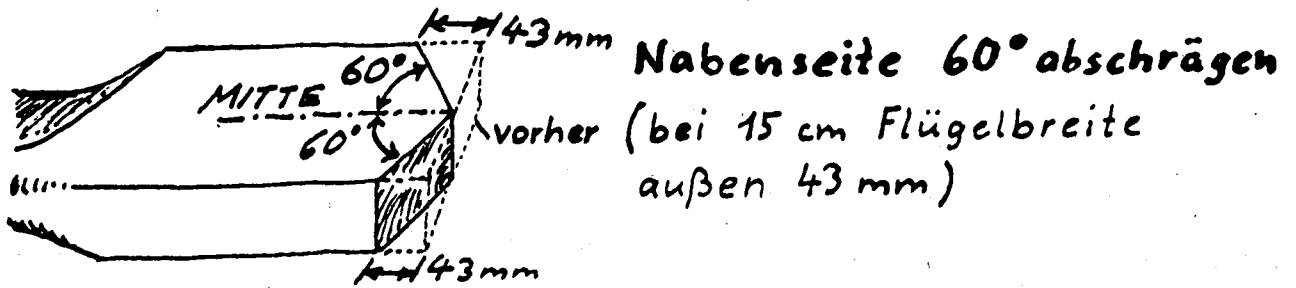 43mm
Nabenseite 60° abschrägen
60°
MITTE
60°
vorher (bei 15 cm Flügelbreite
außen 43 mm)
43mm